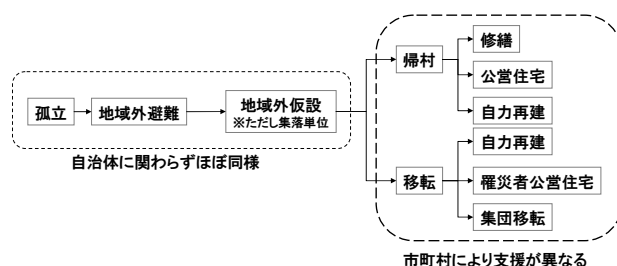 孤立
地域外避難
地域外仮設
※ただし集落単位
自治体に関わらずほぼ同様
帰村
修繕
公営住宅
自力再建
移転
自力再建
罹災者公営住宅
集団移転
市町村により支援が異なる